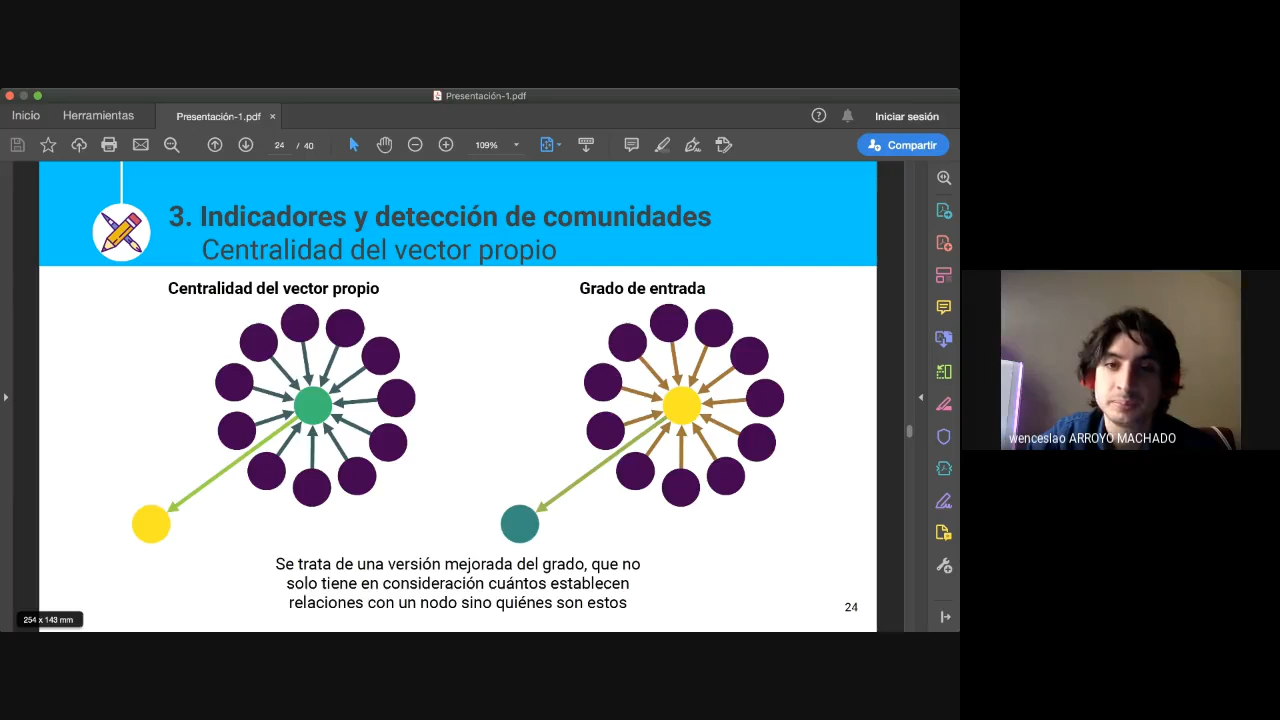 Presentación-1.pdf
Inicio
Herramientas
Presentación-1.pdf ×
Iniciar sesión
24 / 40
109%
Compartir
3. Indicadores y detección de comunidades
Centralidad del vector propio
Centralidad del vector propio
Grado de entrada
Se trata de una versión mejorada del grado, que no
solo tiene en consideración cuántos establecen
relaciones con un nodo sino quiénes son estos
24
254 x 143 mm
wenceslao ARROYO MACHADO